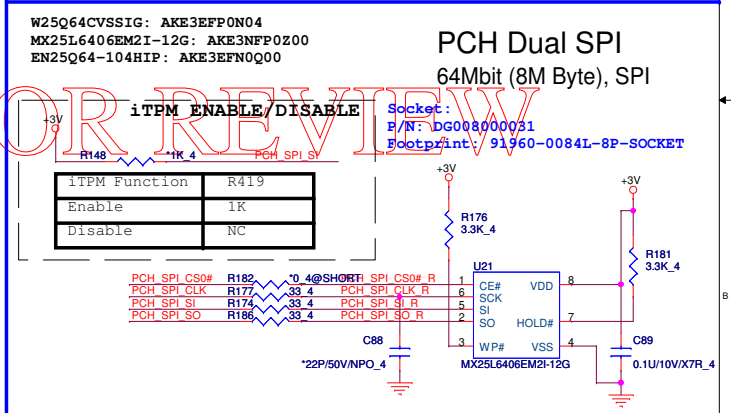 W25Q64CVSSIG: AKE3EFP0N04
MX25L6406EM2I-12G: AKE3NFP0Z00
EN25Q64-104HIP: AKE3EFN0Q00
PCH Dual SPI
64Mbit (8M Byte), SPI
OR REVIEW
iTPM ENABLE/DISABLE
Socket:
P/N: DG008000031
Footprint: 91960-0084L-8P-SOCKET
+3V
R148 *1K_4 PCH_SPI_SI
iTPM Function R419
Enable 1K
Disable NC
+3V
+3V
R176
3.3K_4
R181
3.3K_4
U21
PCH_SPI_CS0# R182 *0_4@SHORT PCH_SPI_CS0#_R 1 CE# VDD 8
PCH_SPI_CLK R177 33_4 PCH_SPI_CLK_R 6 SCK
PCH_SPI_SI R174 33_4 PCH_SPI_SI_R 5 SI
PCH_SPI_SO R186 33_4 PCH_SPI_SO_R 2 SO HOLD# 7
3 WP# VSS 4
MX25L6406EM2I-12G
C88
*22P/50V/NPO_4
C89
0.1U/10V/X7R_4
B